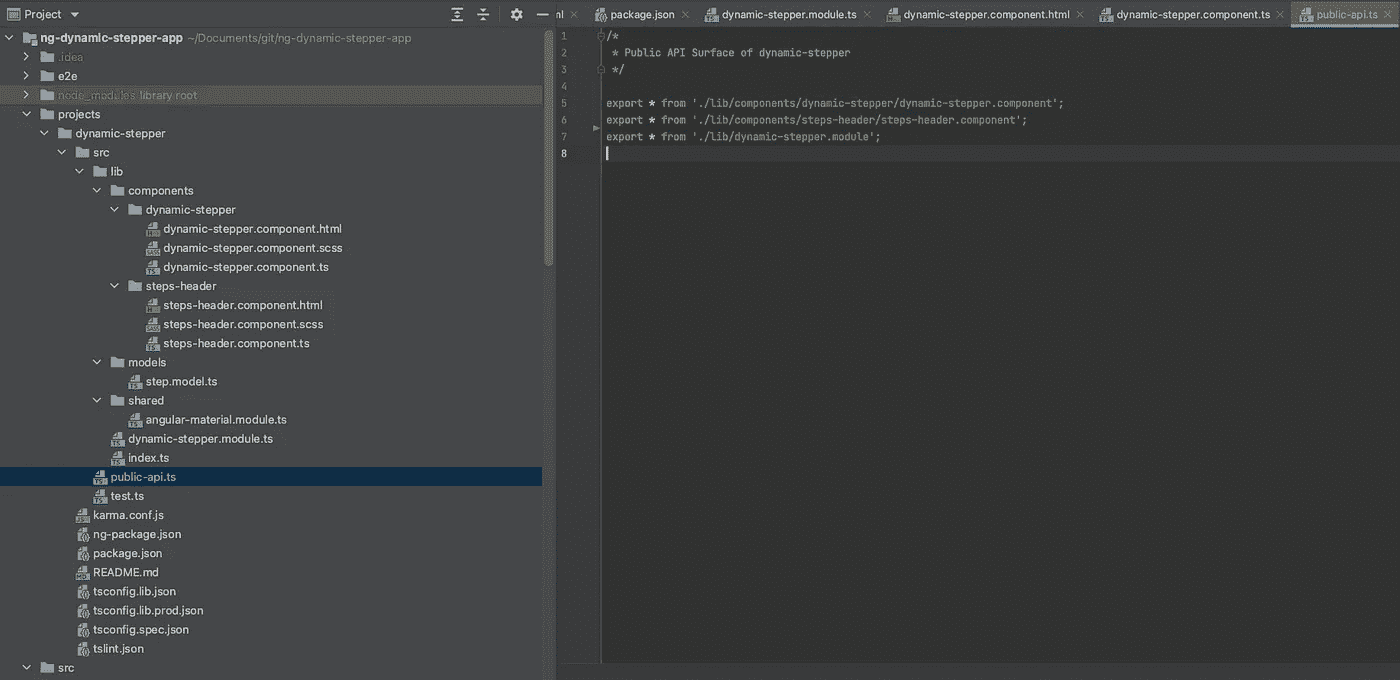 Project
ng-dynamic-stepper-app ~/Documents/git/ng-dynamic-stepper-app
.idea
e2e
node_modules library root
projects
dynamic-stepper
src
lib
components
dynamic-stepper
dynamic-stepper.component.html
dynamic-stepper.component.scss
dynamic-stepper.component.ts
steps-header
steps-header.component.html
steps-header.component.scss
steps-header.component.ts
models
step.model.ts
shared
angular-material.module.ts
dynamic-stepper.module.ts
index.ts
public-api.ts
test.ts
karma.conf.js
ng-package.json
package.json
README.md
tsconfig.lib.json
tsconfig.lib.prod.json
tsconfig.spec.json
tslint.json
src
package.json dynamic-stepper.module.ts dynamic-stepper.component.html dynamic-stepper.component.ts public-api.ts
1 /*
2 * Public API Surface of dynamic-stepper
3 */
4
5 export * from './lib/components/dynamic-stepper/dynamic-stepper.component';
6 export * from './lib/components/steps-header/steps-header.component';
7 export * from './lib/dynamic-stepper.module';
8